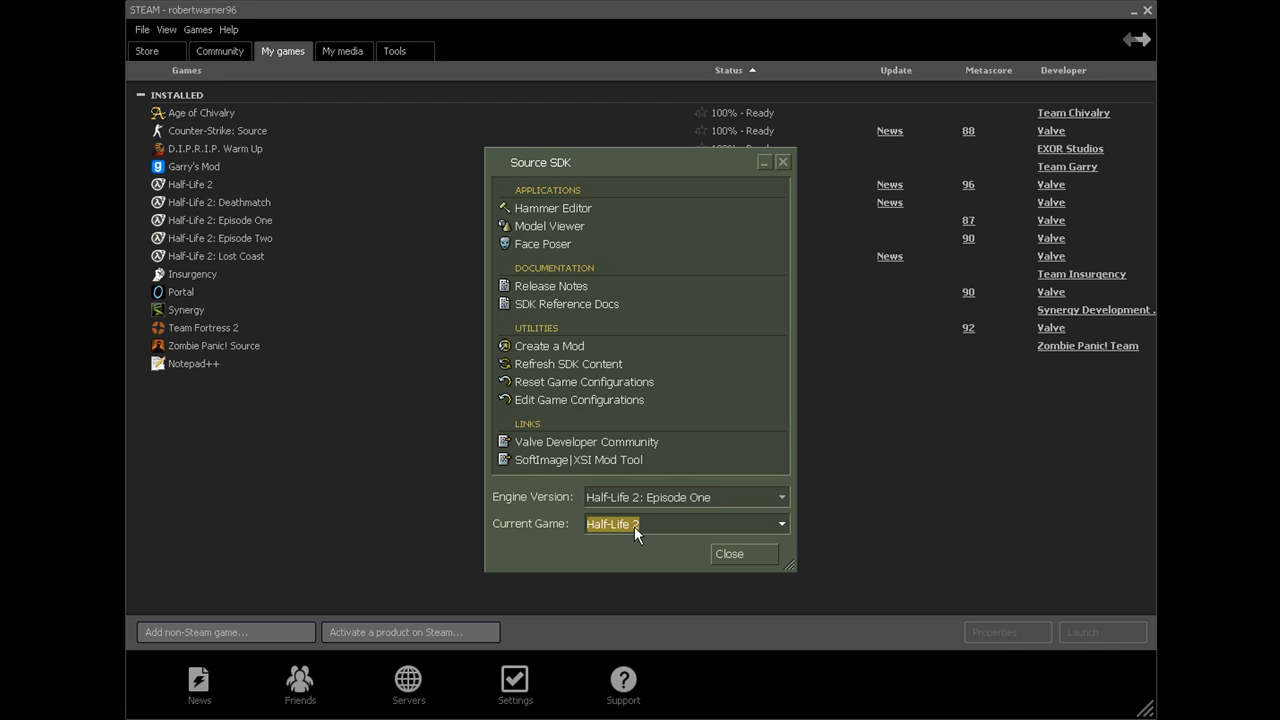 STEAM - robertwarner96
File View Games Help
Store Community My games My media Tools
Games Status Update Metascore Developer
INSTALLED
Age of Chivalry 100% - Ready Team Chivalry
Counter-Strike: Source 100% - Ready News 88 Valve
D.I.P.R.I.P. Warm Up EXOR Studios
Garry's Mod Team Garry
Half-Life 2 News 96 Valve
Half-Life 2: Deathmatch News Valve
Half-Life 2: Episode One 87 Valve
Half-Life 2: Episode Two 90 Valve
Half-Life 2: Lost Coast News Valve
Insurgency Team Insurgency
Portal 90 Valve
Synergy Synergy Development .
Team Fortress 2 92 Valve
Zombie Panic! Source Zombie Panic! Team
Notepad++
Source SDK
APPLICATIONS
Hammer Editor
Model Viewer
Face Poser
DOCUMENTATION
Release Notes
SDK Reference Docs
UTILITIES
Create a Mod
Refresh SDK Content
Reset Game Configurations
Edit Game Configurations
LINKS
Valve Developer Community
SoftImage|XSI Mod Tool
Engine Version: Half-Life 2: Episode One
Current Game: Half-Life 2
Close
Add non-Steam game... Activate a product on Steam... Properties Launch
News Friends Servers Settings Support